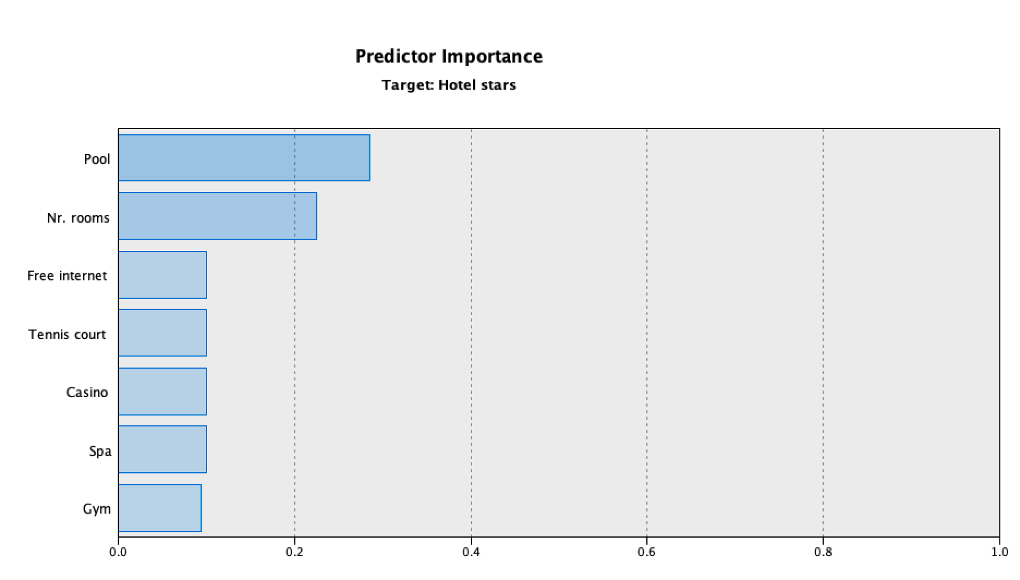 Predictor Importance
Target: Hotel stars
Pool
Nr. rooms
Free internet
Tennis court
Casino
Spa
Gym
0.0 0.2 0.4 0.6 0.8 1.0